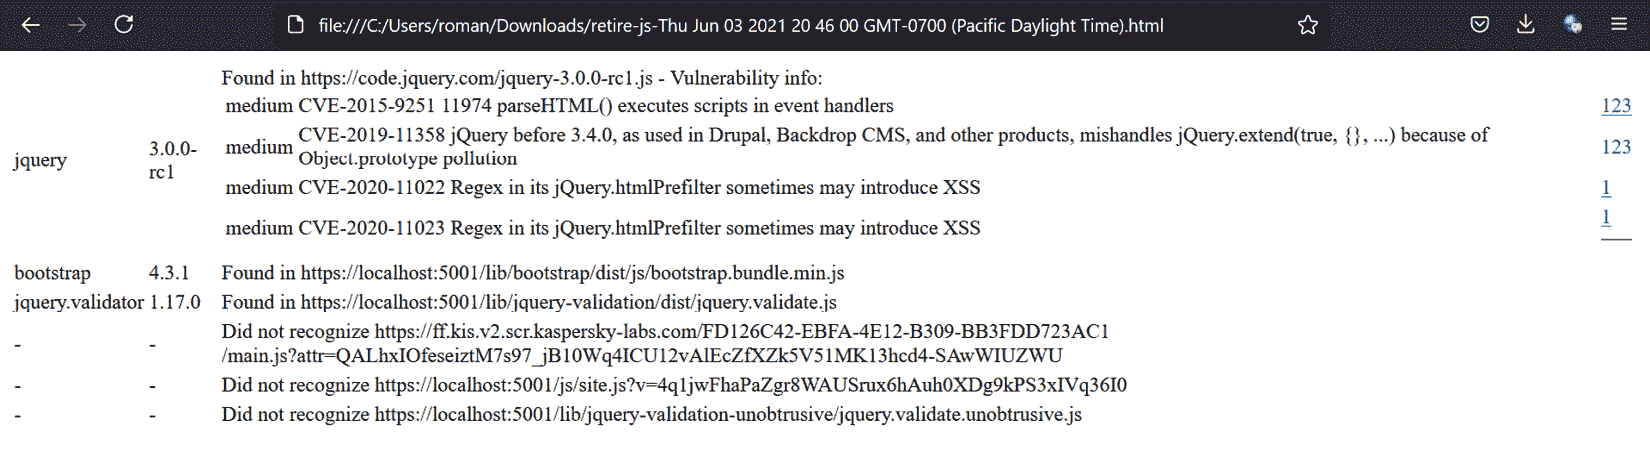 file:///C:/Users/roman/Downloads/retire-js-Thu Jun 03 2021 20 46 00 GMT-0700 (Pacific Daylight Time).html
Found in https://code.jquery.com/jquery-3.0.0-rc1.js - Vulnerability info:
medium CVE-2015-9251 11974 parseHTML() executes scripts in event handlers 123
jquery 3.0.0-rc1
medium CVE-2019-11358 jQuery before 3.4.0, as used in Drupal, Backdrop CMS, and other products, mishandles jQuery.extend(true, {}, ...) because of
Object.prototype pollution 123
medium CVE-2020-11022 Regex in its jQuery.htmlPrefilter sometimes may introduce XSS 1
medium CVE-2020-11023 Regex in its jQuery.htmlPrefilter sometimes may introduce XSS 1
bootstrap 4.3.1 Found in https://localhost:5001/lib/bootstrap/dist/js/bootstrap.bundle.min.js
jquery.validator 1.17.0 Found in https://localhost:5001/lib/jquery-validation/dist/jquery.validate.js
- - Did not recognize https://ff.kis.v2.scr.kaspersky-labs.com/FD126C42-EBFA-4E12-B309-BB3FDD723AC1
/main.js?attr=QALhxIOfeseiztM7s97_jB10Wq4ICU12vAlEcZfXZk5V51MK13hcd4-SAwWIUZWU
- - Did not recognize https://localhost:5001/js/site.js?v=4q1jwFhaPaZgr8WAUSrux6hAuh0XDg9kPS3xIVq36I0
- - Did not recognize https://localhost:5001/lib/jquery-validation-unobtrusive/jquery.validate.unobtrusive.js